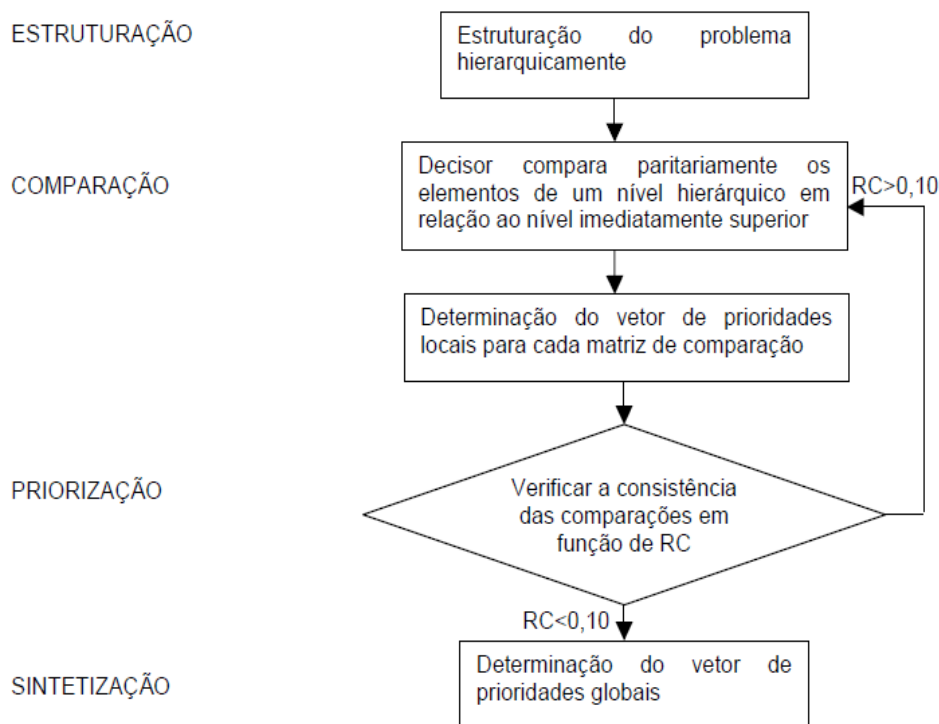 ESTRUTURAÇÃO
Estruturação do problema
hierarquicamente
COMPARAÇÃO
Decisor compara paritariamente os
elementos de um nível hierárquico em
relação ao nível imediatamente superior
RC>0,10
Determinação do vetor de prioridades
locais para cada matriz de comparação
PRIORIZAÇÃO
Verificar a consistência
das comparações em
função de RC
RC<0,10
SINTETIZAÇÃO
Determinação do vetor de
prioridades globais